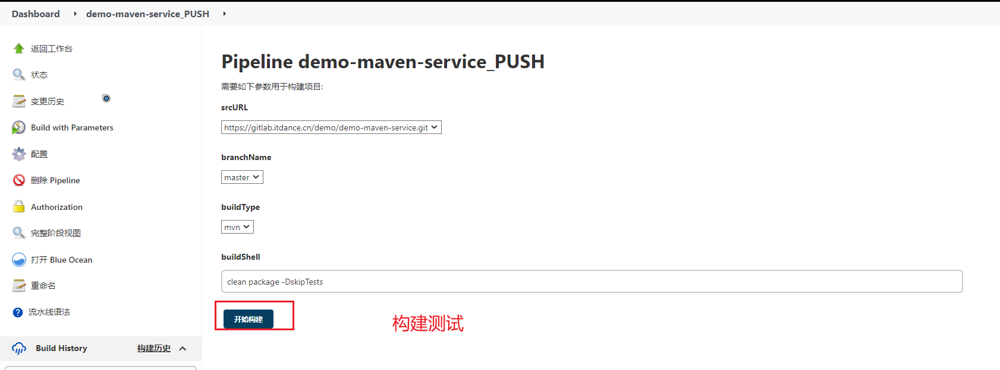 Dashboard demo-maven-service_PUSH
返回工作台
状态
变更历史
Build with Parameters
配置
删除 Pipeline
Authorization
完整阶段视图
打开 Blue Ocean
重命名
流水线语法
Build History 构建历史
Pipeline demo-maven-service_PUSH
需要如下参数用于构建项目:
srcURL
https://gitlab.itdance.cn/demo/demo-maven-service.git
branchName
master
buildType
mvn
buildShell
clean package -DskipTests
开始构建
构建测试